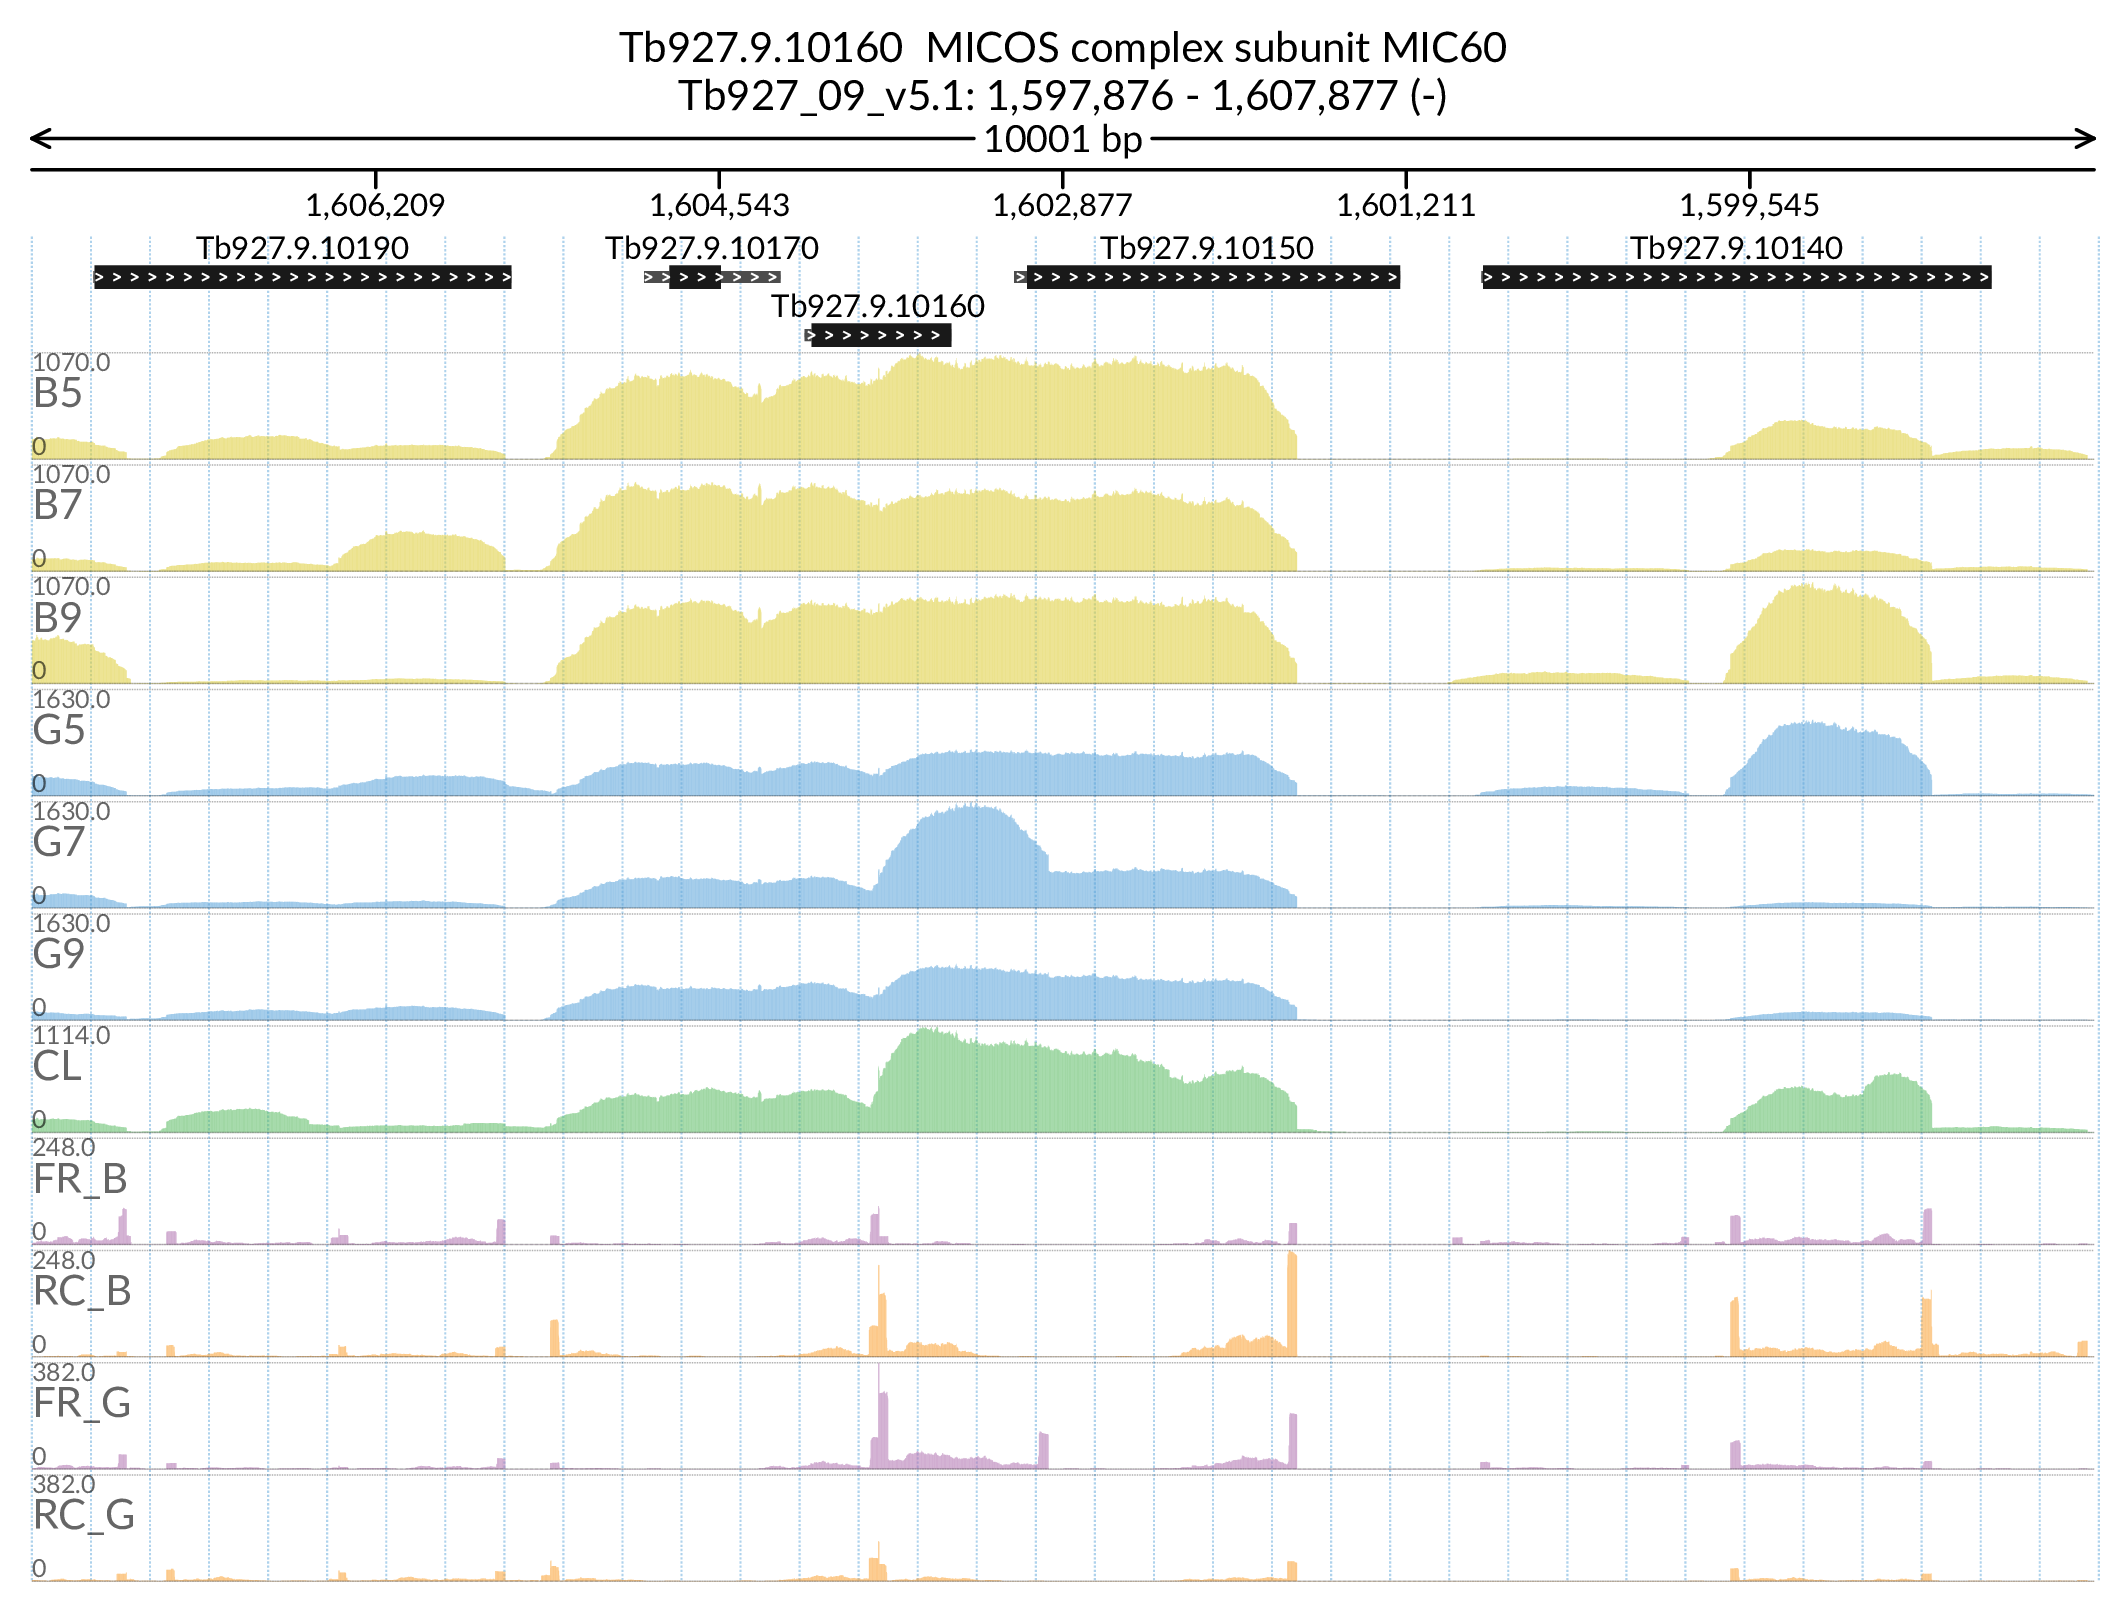 Tb927.9.10160  MICOS complex subunit MIC60
Tb927_09_v5.1: 1,597,876 - 1,607,877 (-)
10001 bp
1,606,209 1,604,543 1,602,877 1,601,211 1,599,545
Tb927.9.10190 Tb927.9.10170 Tb927.9.10150 Tb927.9.10140
Tb927.9.10160
1070.0
B5
0
1070.0
B7
0
1070.0
B9
0
1630.0
G5
0
1630.0
G7
0
1630.0
G9
0
1114.0
CL
0
248.0
FR_B
0
248.0
RC_B
0
382.0
FR_G
0
382.0
RC_G
0